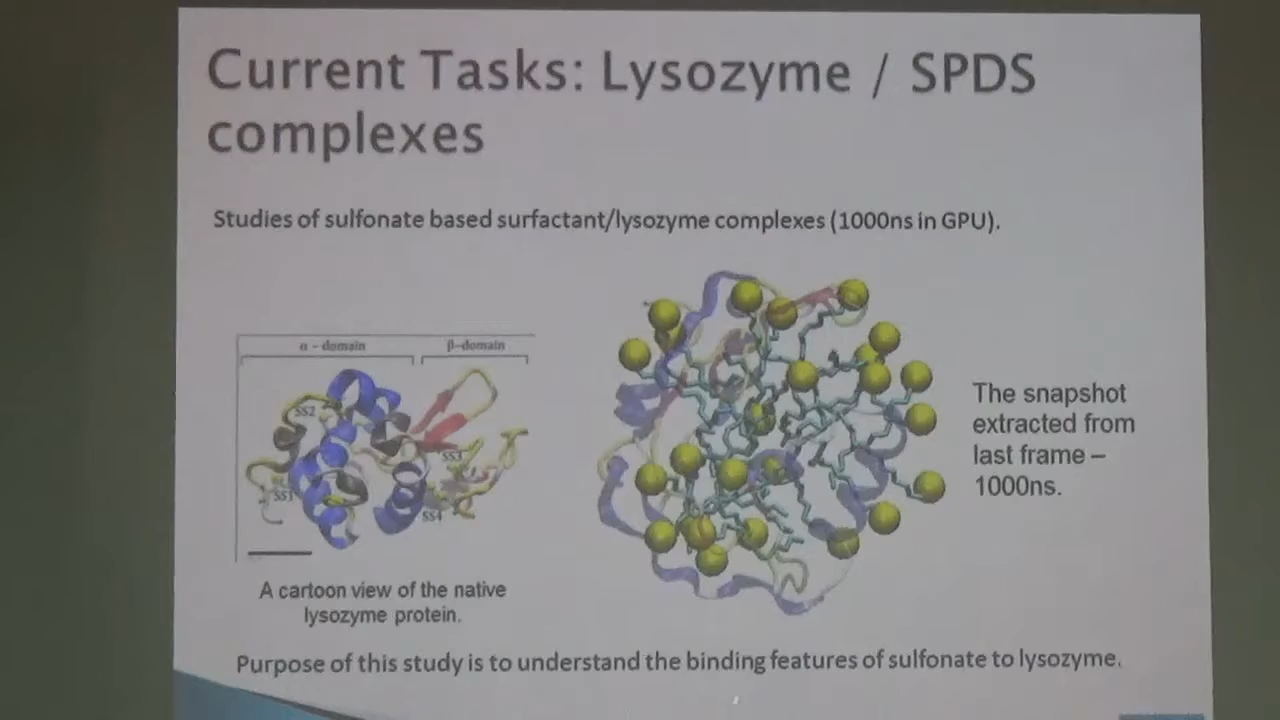 Current Tasks: Lysozyme / SPDS
complexes
Studies of sulfonate based surfactant/lysozyme complexes (1000ns in GPU).
α - domain
β-domain
SS2
SS3
SS1
SS4
The snapshot
extracted from
last frame –
1000ns.
A cartoon view of the native
lysozyme protein.
Purpose of this study is to understand the binding features of sulfonate to lysozyme.